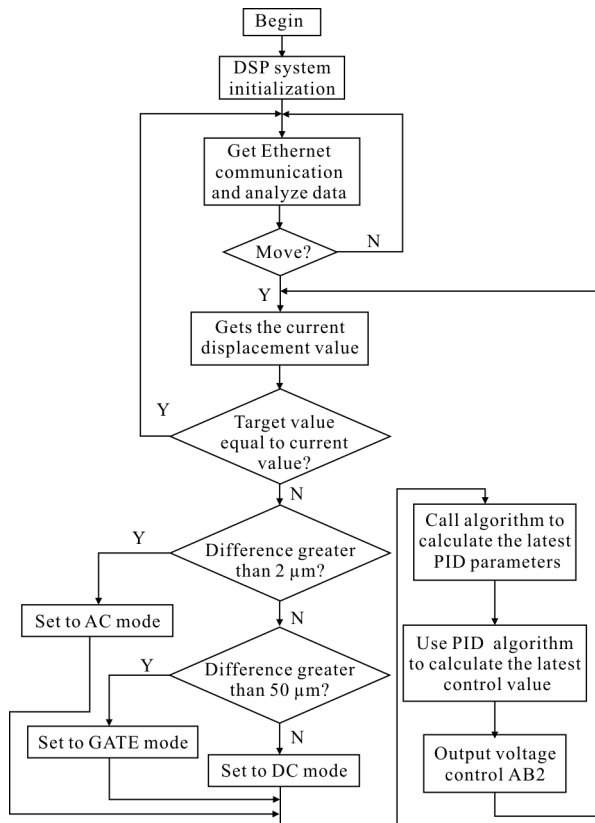 Begin
DSP system
initialization
Get Ethernet
communication
and analyze data
Move?
N
Y
Gets the current
displacement value
Y
Target value
equal to current
value?
N
Y
Difference greater
than 2 μm?
Set to AC mode
N
Y
Difference greater
than 50 μm?
Set to GATE mode
N
Set to DC mode
Call algorithm to
calculate the latest
PID parameters
Use PID algorithm
to calculate the latest
control value
Output voltage
control AB2